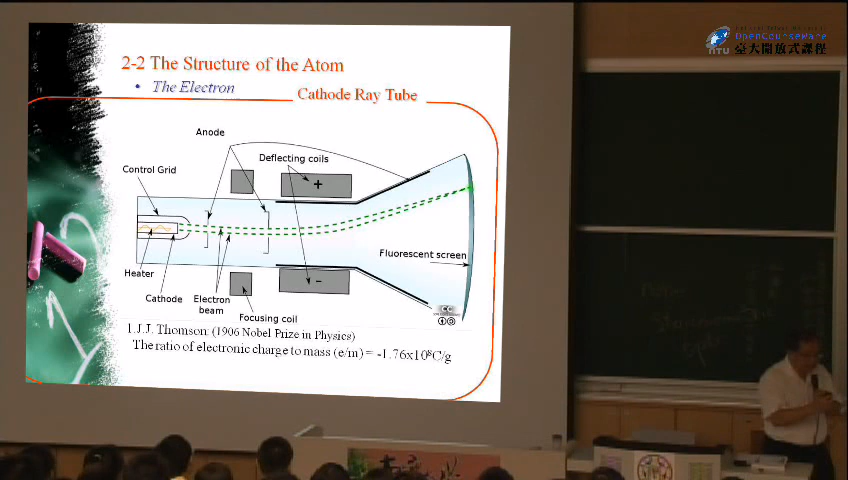 OpenCourseWare
NTU 臺大開放式課程
2-2 The Structure of the Atom
• The Electron
Cathode Ray Tube
Anode
Deflecting coils
Control Grid
+
Fluorescent screen
Heater
-
Cathode
Electron
beam
Focusing coil
cc
1.J.J. Thomson: (1906 Nobel Prize in Physics)
The ratio of electronic charge to mass (e/m) = -1.76x10⁸C/g